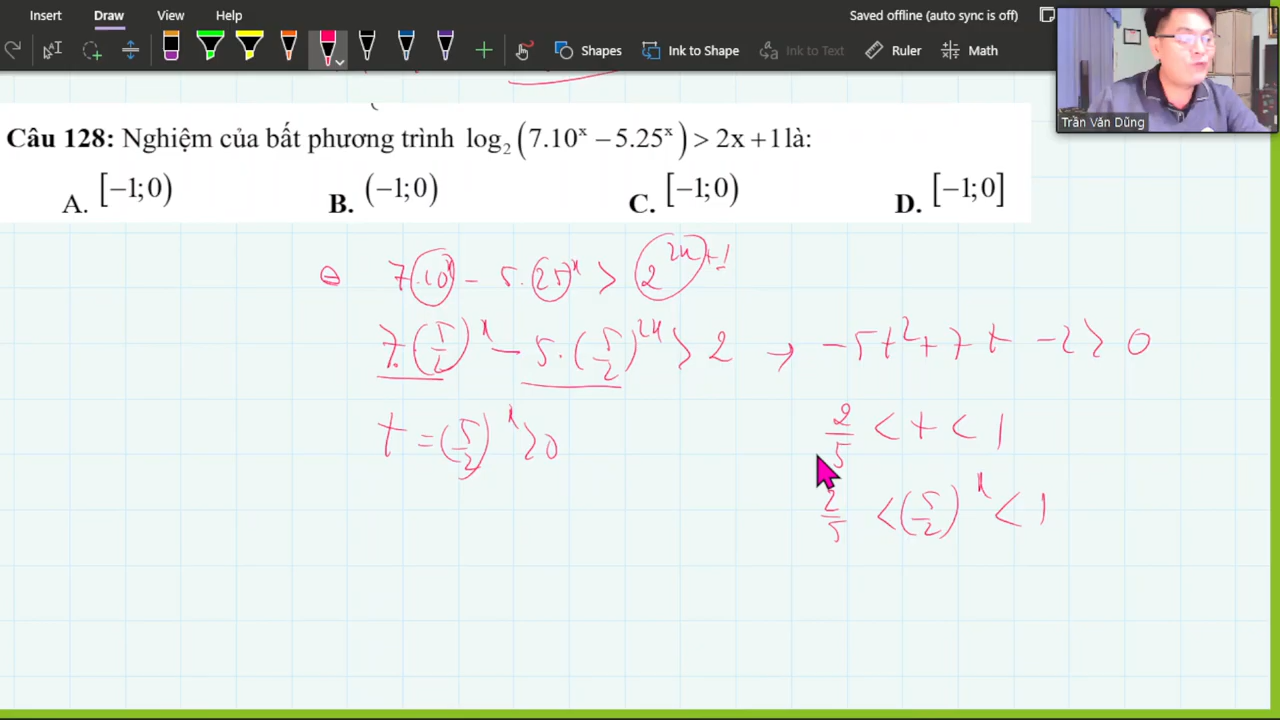 Insert Draw View Help Saved offline (auto sync is off)
Shapes Ink to Shape Ink to Text Ruler Math
Trần Văn Dũng
Câu 128: Nghiệm của bất phương trình log₂(7.10ˣ − 5.25ˣ) > 2x + 1 là:
A. [−1;0) B. (−1;0) C. [−1;0) D. [−1;0]
7.10ˣ − 5.25ˣ > 2²ˣ⁺¹
7.(5/2)ˣ − 5.(5/2)²ˣ > 2 → −5t² + 7t − 2 > 0
t = (5/2)ˣ > 0 2/5 < t < 1
2/5 < (5/2)ˣ < 1